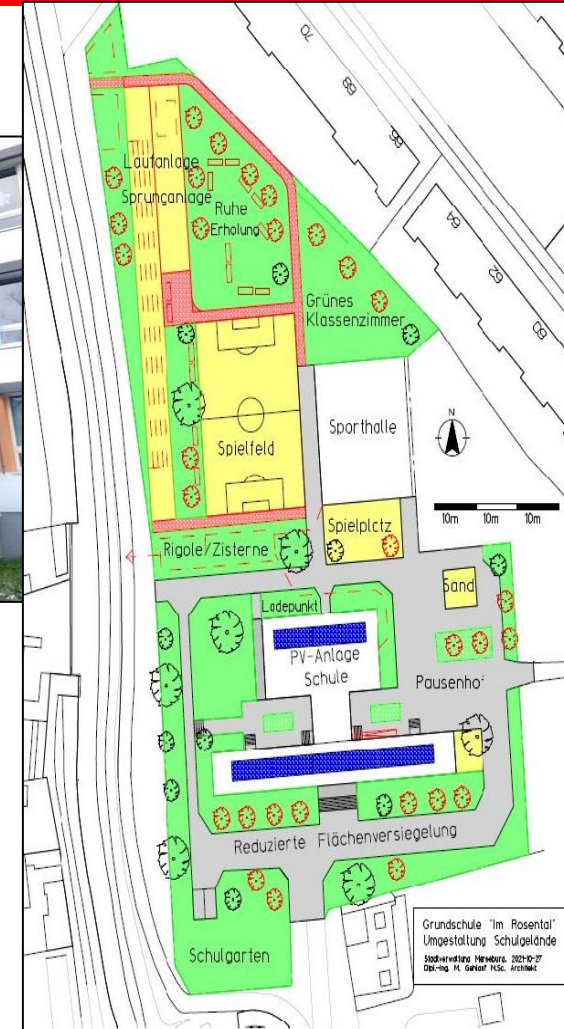 70
68
66
64
62
60
Laufanlage
Sprunganlage
Ruhe
Erholung
Grünes
Klassenzimmer
Sporthalle
N
10m 10m 10m
Spielfeld
Spielplatz
Rigole/Zisterne
Sand
Ladepunkt
PV-Anlage
Schule
Pausenhof
Reduzierte Flächenversiegelung
Schulgarten
Grundschule "Im Rosental"
Umgestaltung Schulgelände
Stadtverwaltung Merseburg, 2021-10-27
Dipl.-Ing. M. M.Sc. Architekt